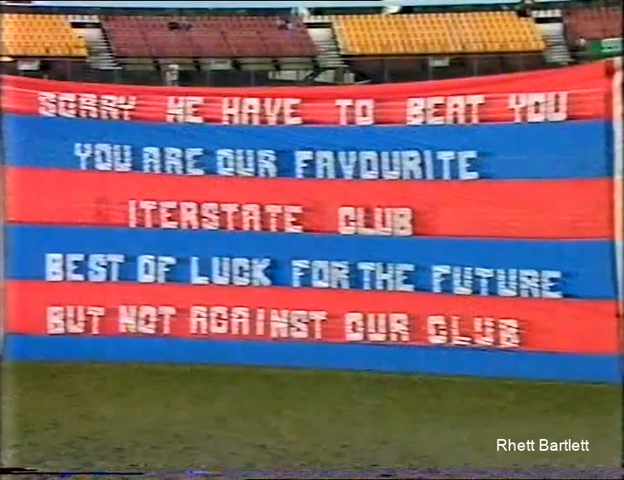 SORRY WE HAVE TO BEAT YOU
YOU ARE OUR FAVOURITE
ITERSTATE CLUB
BEST OF LUCK FOR THE FUTURE
BUT NOT AGAINST OUR CLUB
Rhett Bartlett